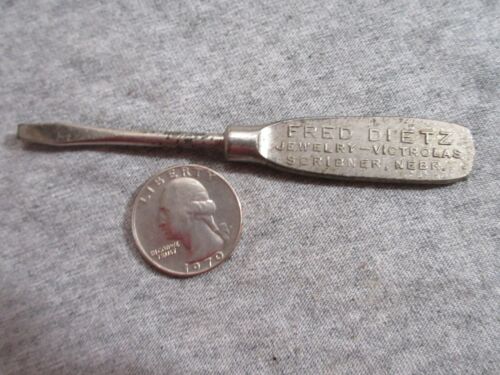 FRED DIETZ
JEWELRY-VICTROLAS
SCRIBNER, NEBR.
LIBERTY
IN GOD WE
TRUST
1979